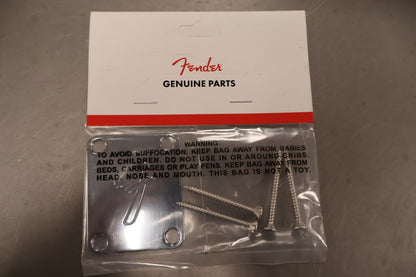 Fender
GENUINE PARTS
WARNING:
TO AVOID SUFFOCATION, KEEP BAG AWAY FROM BABIES
AND CHILDREN. DO NOT USE IN OR AROUND CRIBS,
BEDS, CARRIAGES OR PLAY PENS. KEEP BAG AWAY FROM
HEAD, NOSE AND MOUTH. THIS BAG IS NOT A TOY.